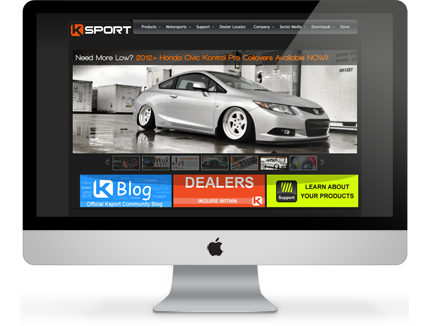 K SPORT
Products Motorsports Support Dealer Locator Company Social Media Downloads Store
Need More Low? 2012+ Honda Civic Kontrol Pro Coilovers Available NOW!!
K Blog
Official Ksport Community Blog
DEALERS
INQUIRE WITHIN
K
Support
LEARN ABOUT
YOUR PRODUCTS